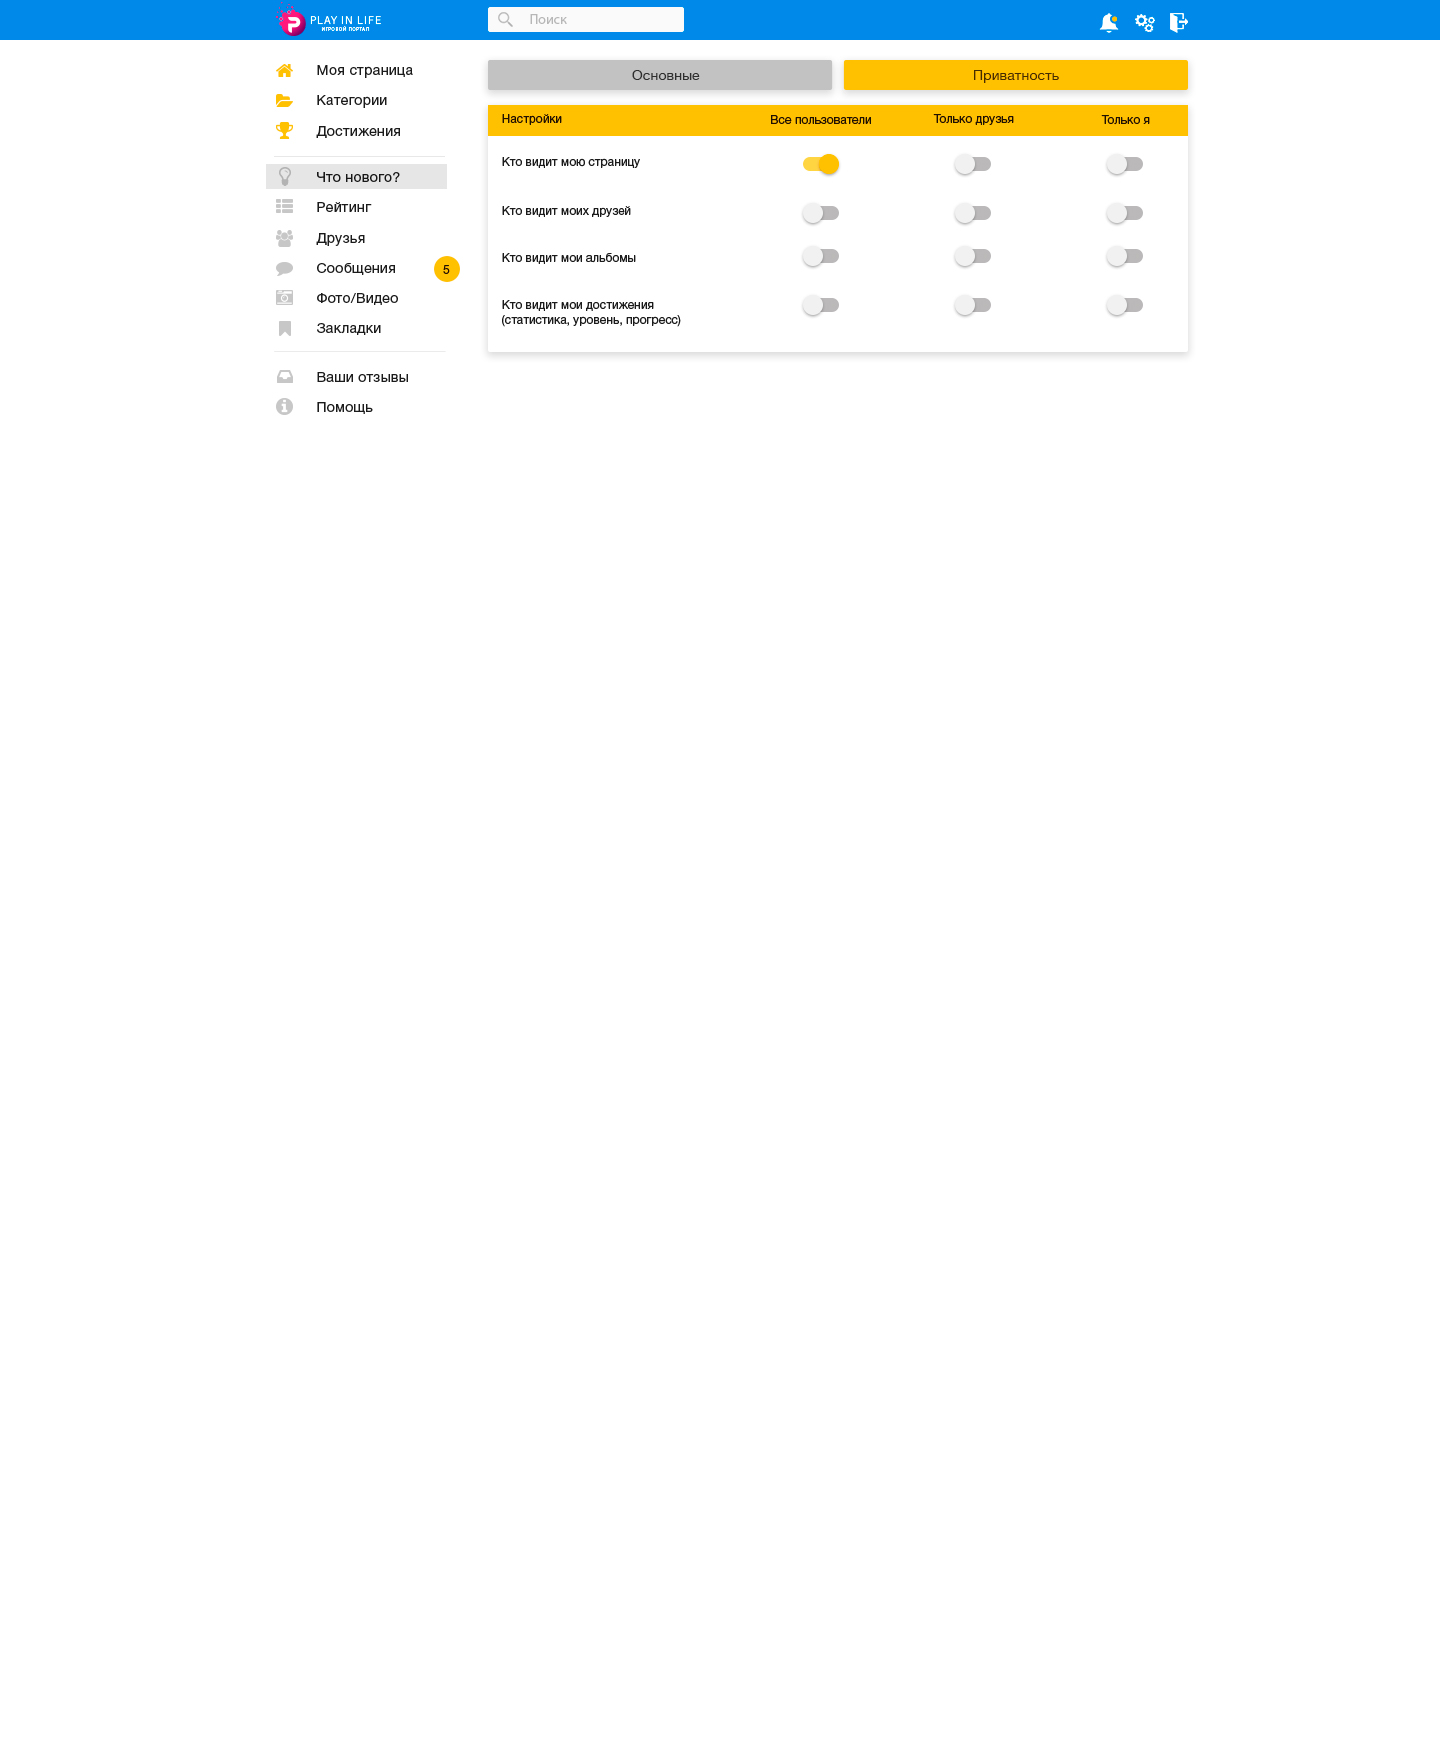 PLAY IN LIFE
ИГРОВОЙ ПОРТАЛ
Поиск
Моя страница
Категории
Достижения
Что нового?
Рейтинг
Друзья
Сообщения
5
Фото/Видео
Закладки
Ваши отзывы
Помощь
Основные
Приватность
Настройки
Все пользователи
Только друзья
Только я
Кто видит мою страницу
Кто видит моих друзей
Кто видит мои альбомы
Кто видит мои достижения
(статистика, уровень, прогресс)